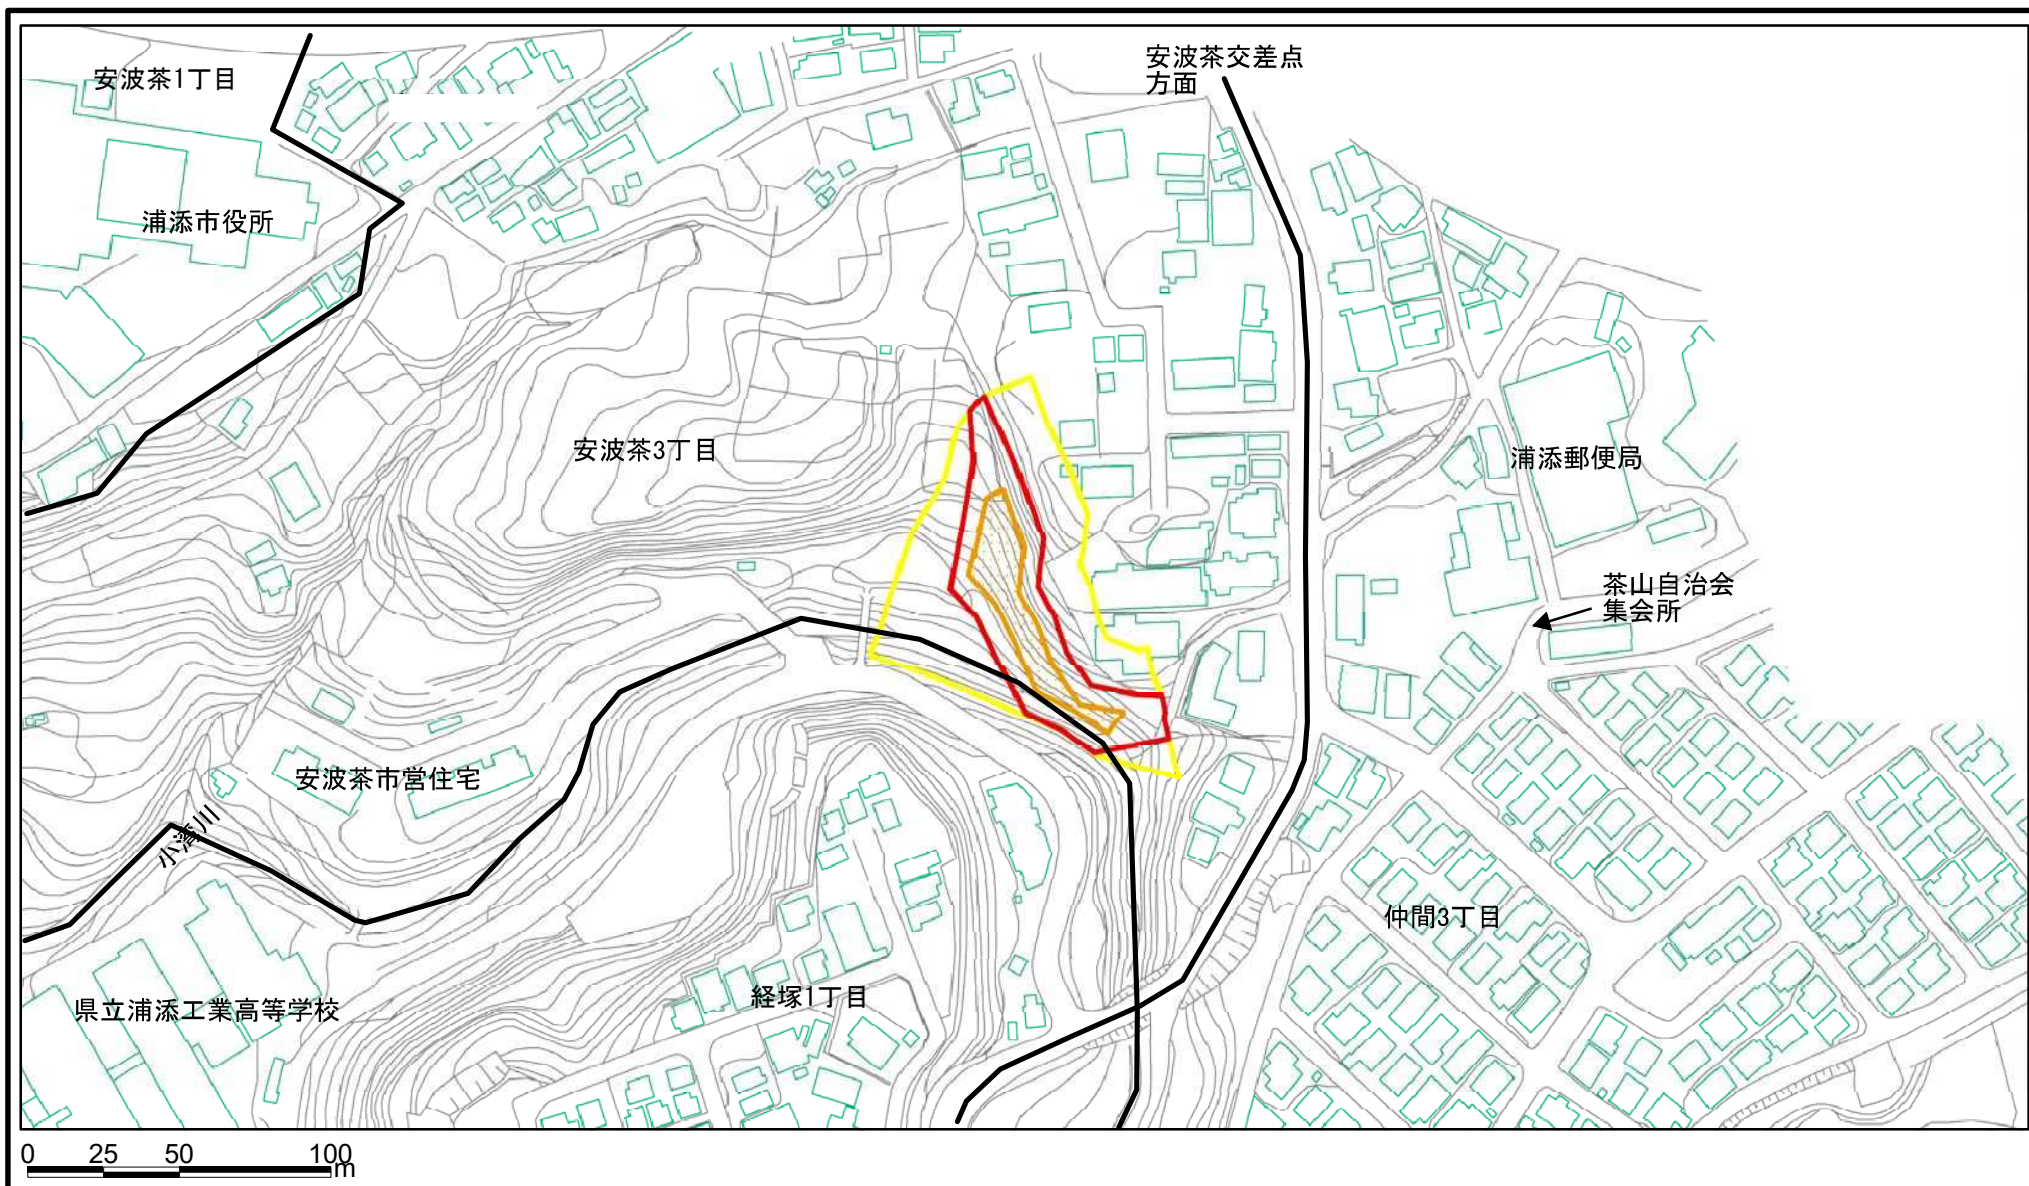 安波茶1丁目
安波茶交差点
方面
浦添市役所
安波茶3丁目
浦添郵便局
茶山自治会
集会所
安波茶市営住宅
小湾川
仲間3丁目
経塚1丁目
県立浦添工業高等学校
0 25 50 100
m